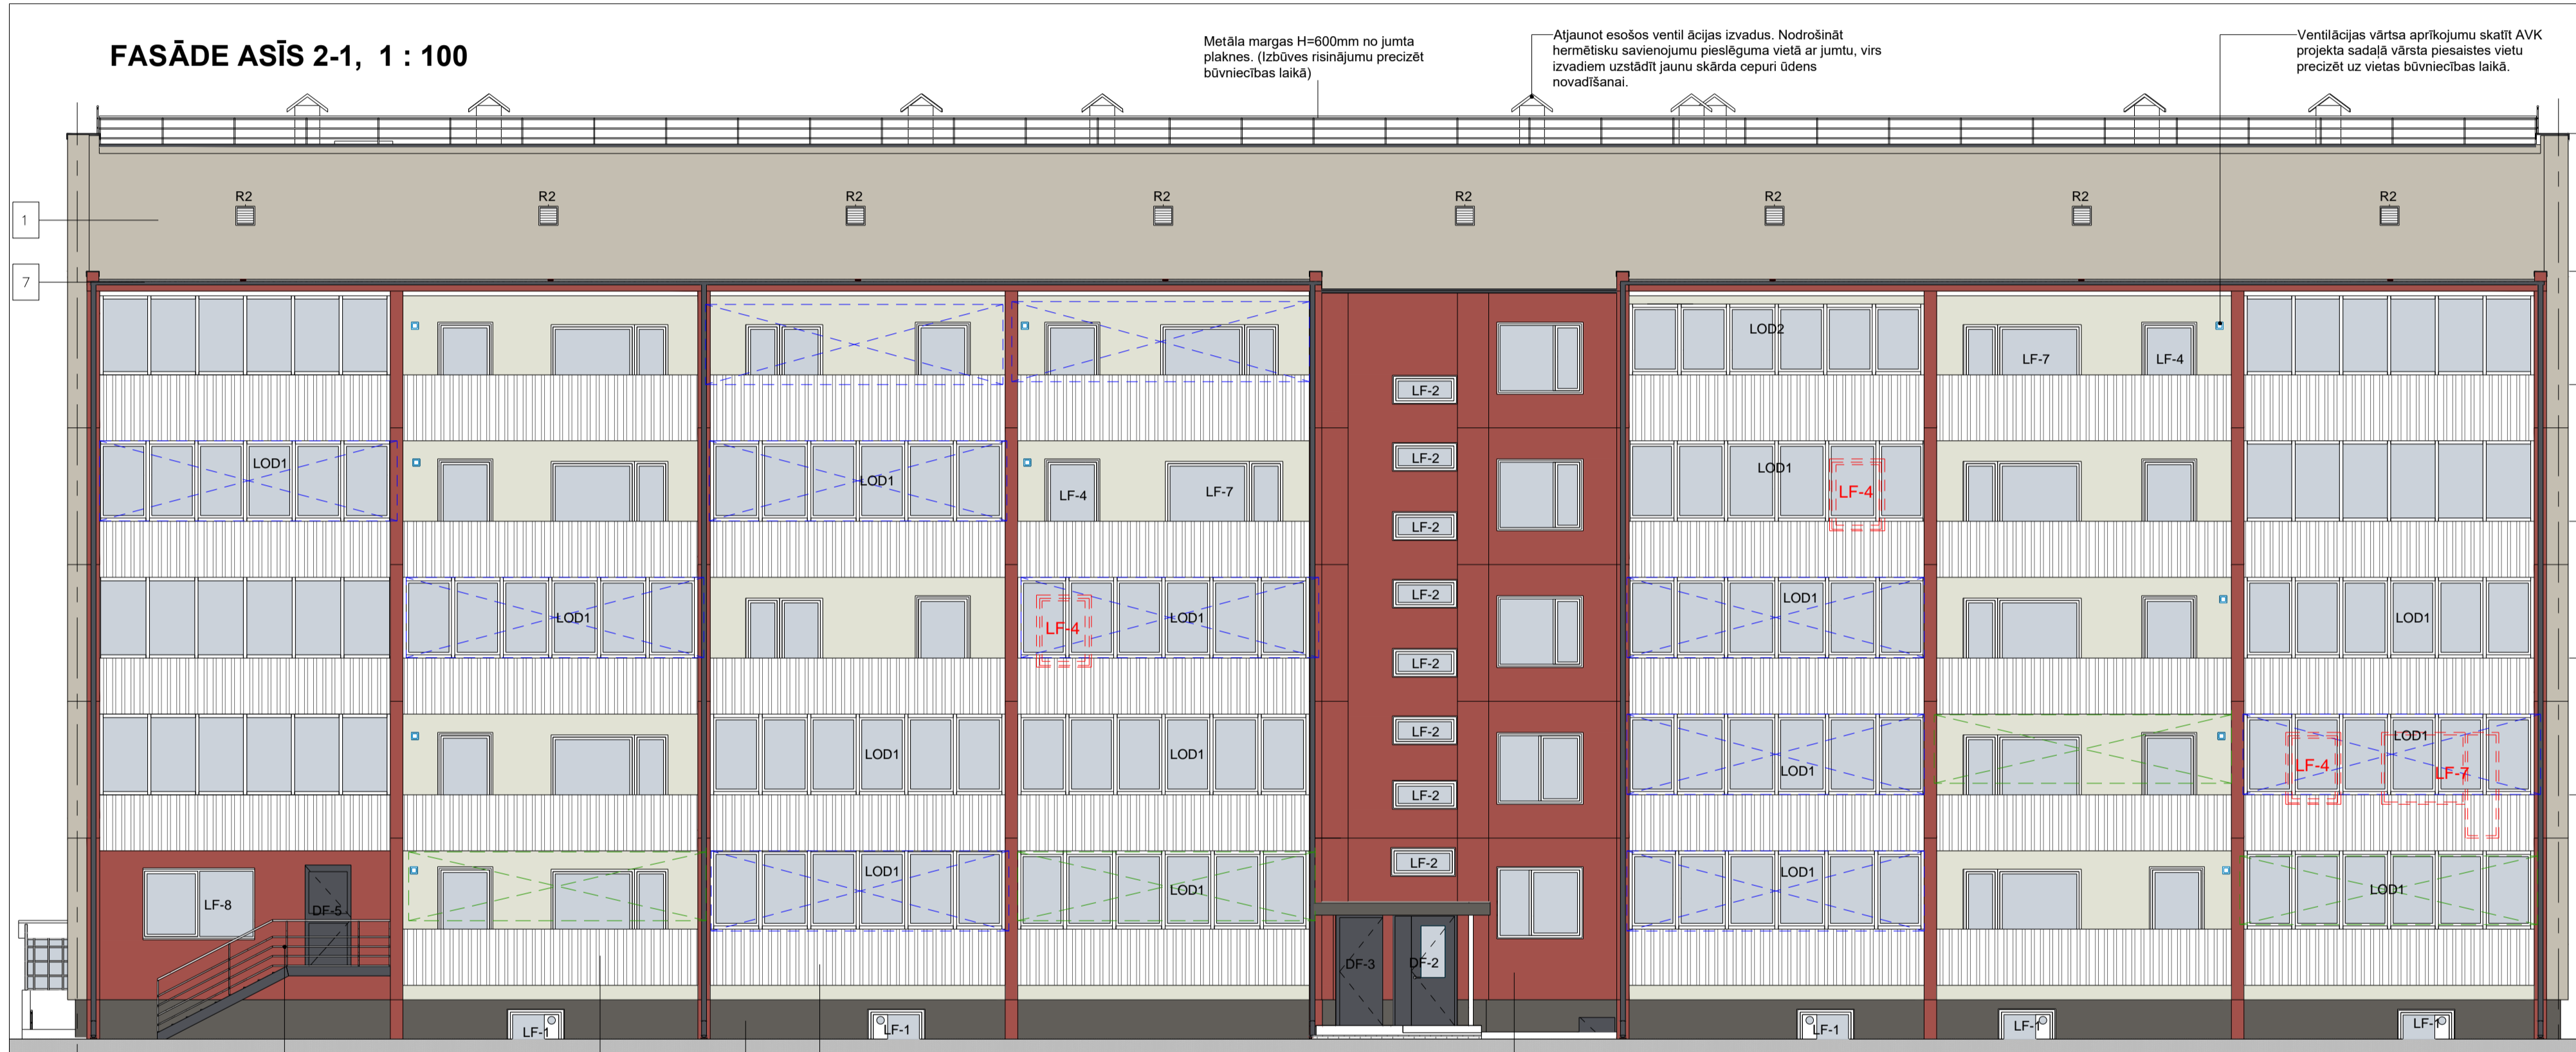 FASĀDE ASĪS 2-1, 1 : 100
Metāla margas H=600mm no jumta
plaknes. (Izbūves risinājumu precizēt
būvniecības laikā)
Atjaunot esošos ventil ācijas izvadus. Nodrošināt
hermētisku savienojumu pieslēguma vietā ar jumtu, virs
izvadiem uzstādīt jaunu skārda cepuri ūdens
novadīšanai.
Ventilācijas vārtsa aprīkojumu skatīt AVK
projekta sadaļā vārsta piesaistes vietu
precizēt uz vietas būvniecības laikā.
R2 R2 R2 R2 R2 R2 R2 R2
1
7
LOD2
LF-7 LF-4
LF-2
LF-2
LOD1 LOD1 LF-4 LF-7 LOD1 LF-4
LF-2
LF-2
LOD1 LF-4 LOD1 LOD1 LOD1
LF-2
LF-2
LOD1 LOD1 LOD1 LF-4 LOD1 LF-7
LF-2
LF-2
LOD1 LOD1 LOD1 LOD1
LF-8 DF-5
DF-3 DF-2
LF-1 LF-1 LF-1 LF-1 LF-1